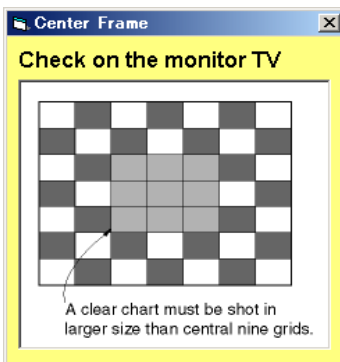 Center Frame
Check on the monitor TV
A clear chart must be shot in
larger size than central nine grids.